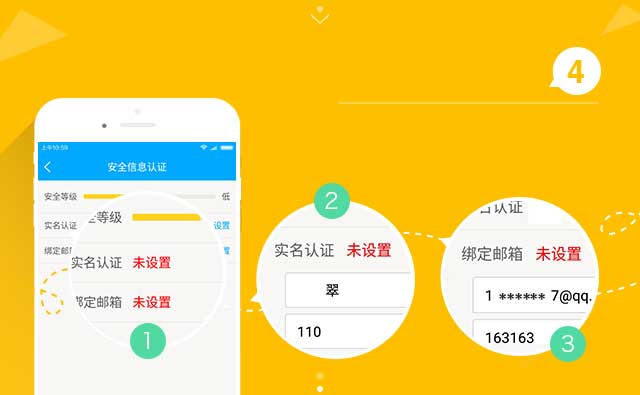 4
上午10:59
安全信息认证
安全等级 低
实名认证 设置
绑定邮 置
全等级
实名认证 未设置
绑定邮箱 未设置
1
2
实名认证 未设置
翠
110
名认证
绑定邮箱 未设置
1 ****** 7@qq.
163163
3